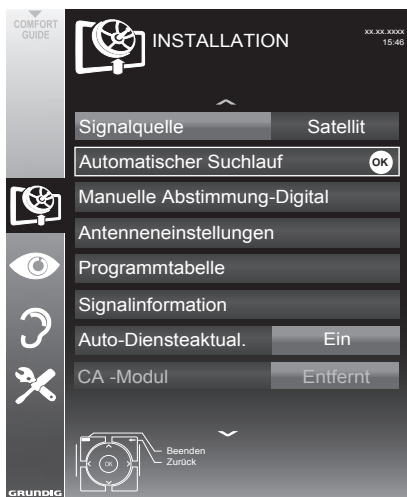 COMFORT
GUIDE
INSTALLATION
xx.xx.xxxx
15:46
Signalquelle Satellit
Automatischer Suchlauf OK
Manuelle Abstimmung-Digital
Antenneneinstellungen
Programmtabelle
Signalinformation
Auto-Diensteaktual. Ein
CA -Modul Entfernt
OK
Beenden
Zurück
GRUNDIG